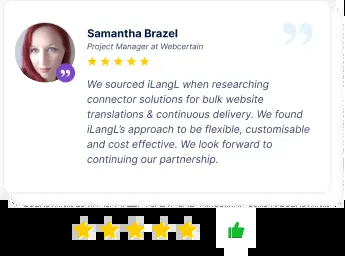 Samantha Brazel
Project Manager at Webcertain
We sourced iLangL when researching
connector solutions for bulk website
translations & continuous delivery. We found
iLangL's approach to be flexible, customisable
and cost effective. We look forward to
continuing our partnership.